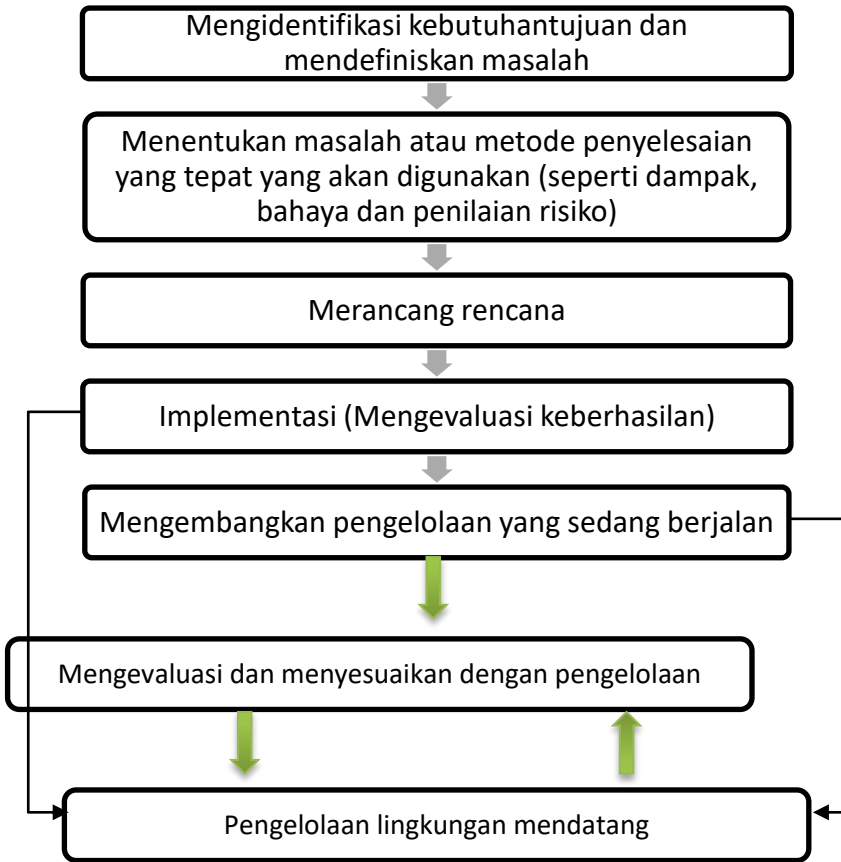 Mengidentifikasi kebutuhantujuan dan
mendefiniskan masalah
Menentukan masalah atau metode penyelesaian
yang tepat yang akan digunakan (seperti dampak,
bahaya dan penilaian risiko)
Merancang rencana
Implementasi (Mengevaluasi keberhasilan)
Mengembangkan pengelolaan yang sedang berjalan
Mengevaluasi dan menyesuaikan dengan pengelolaan
Pengelolaan lingkungan mendatang